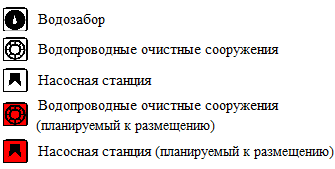 Водозабор
Водопроводные очистные сооружения
Насосная станция
Водопроводные очистные сооружения
(планируемый к размещению)
Насосная станция (планируемый к размещению)